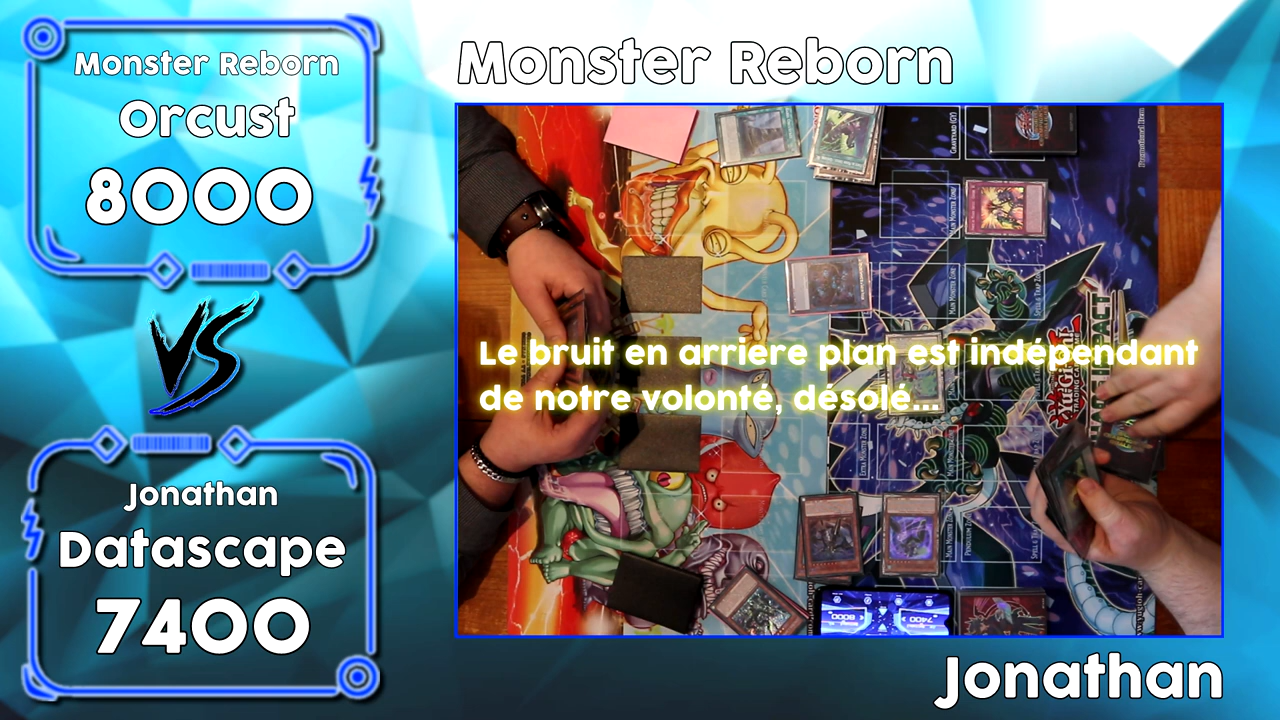 Monster Reborn
Orcust
8000
VS
Jonathan
Datascape
7400
Monster Reborn
Le bruit en arriere plan est indépendant
de notre volonté, désolé...
Jonathan